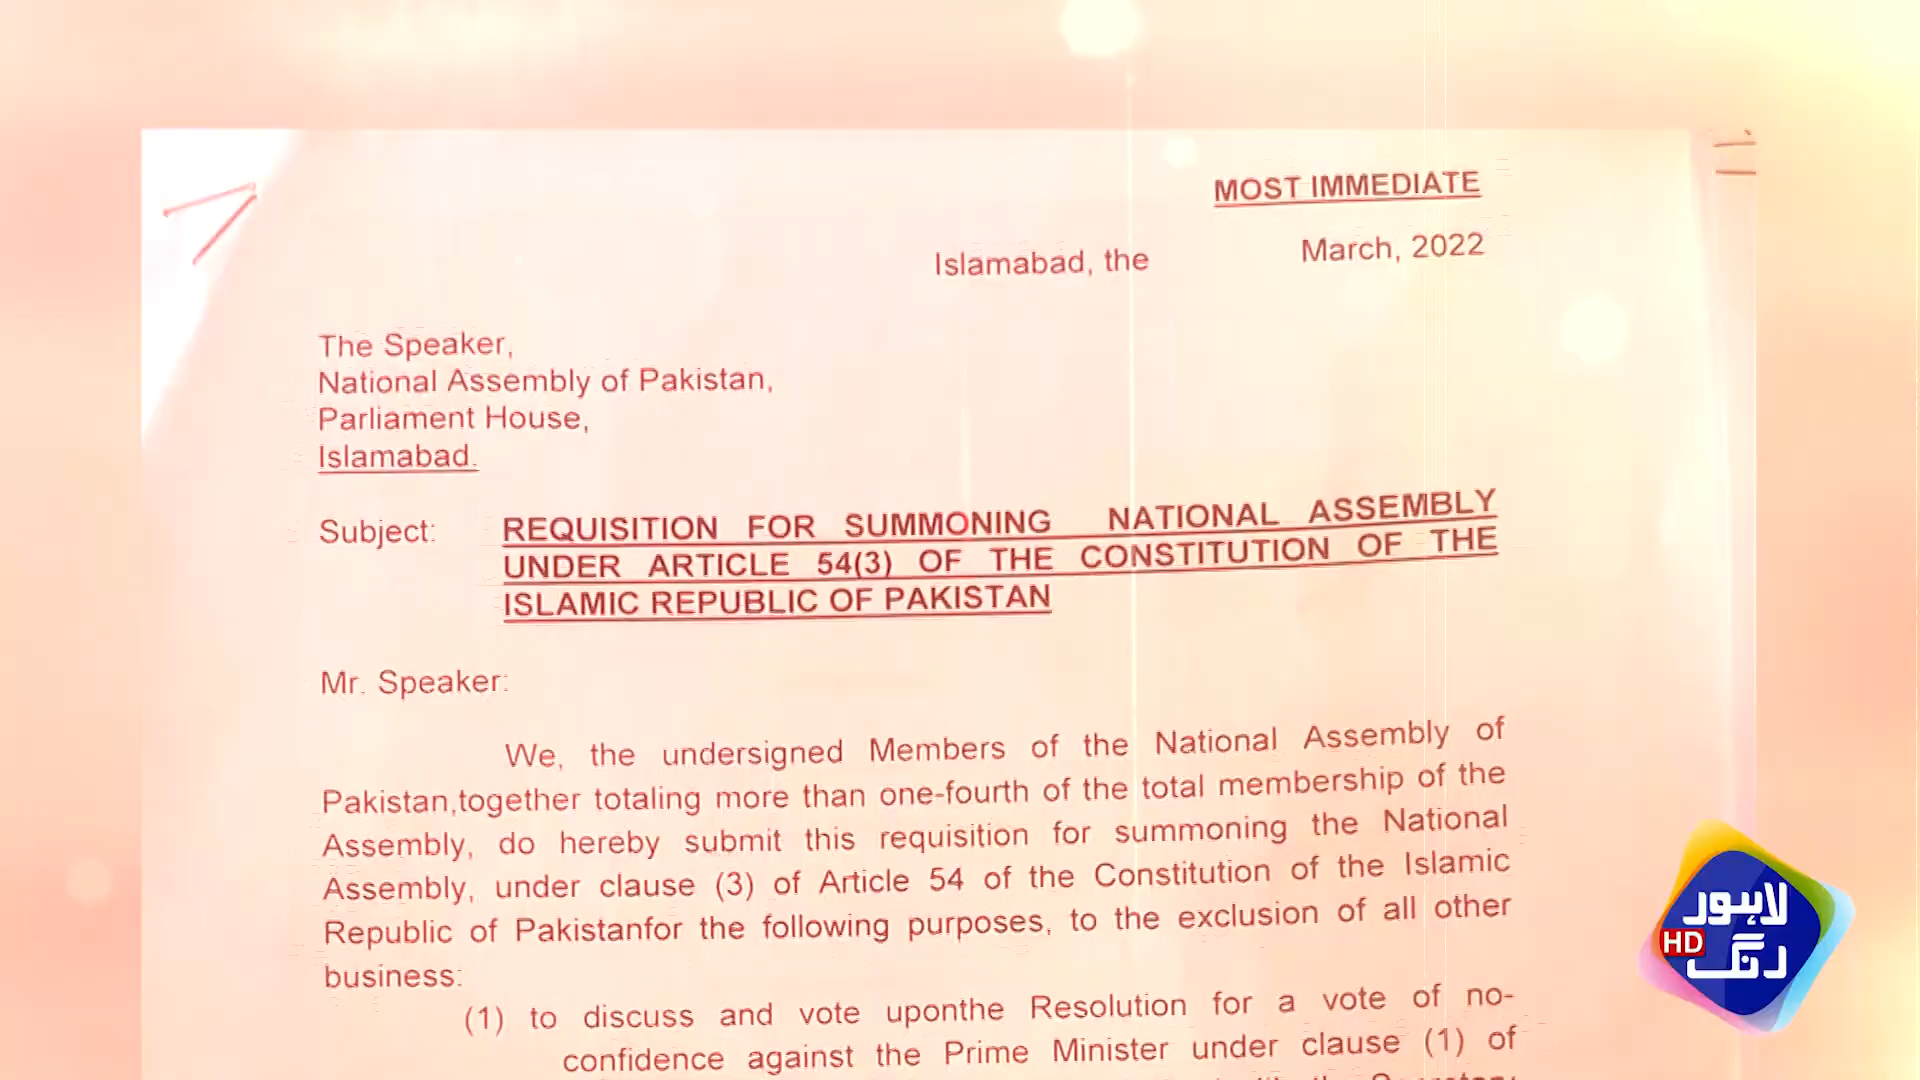 MOST IMMEDIATE
Islamabad, the March, 2022
The Speaker,
National Assembly of Pakistan,
Parliament House,
Islamabad.
Subject: REQUISITION FOR SUMMONING NATIONAL ASSEMBLY
UNDER ARTICLE 54(3) OF THE CONSTITUTION OF THE
ISLAMIC REPUBLIC OF PAKISTAN
Mr. Speaker:
We, the undersigned Members of the National Assembly of
Pakistan,together totaling more than one-fourth of the total membership of the
Assembly, do hereby submit this requisition for summoning the National
Assembly, under clause (3) of Article 54 of the Constitution of the Islamic
Republic of Pakistanfor the following purposes, to the exclusion of all other
business:
(1) to discuss and vote uponthe Resolution for a vote of no-
confidence against the Prime Minister under clause (1) of
لاہور
HD
رنگ